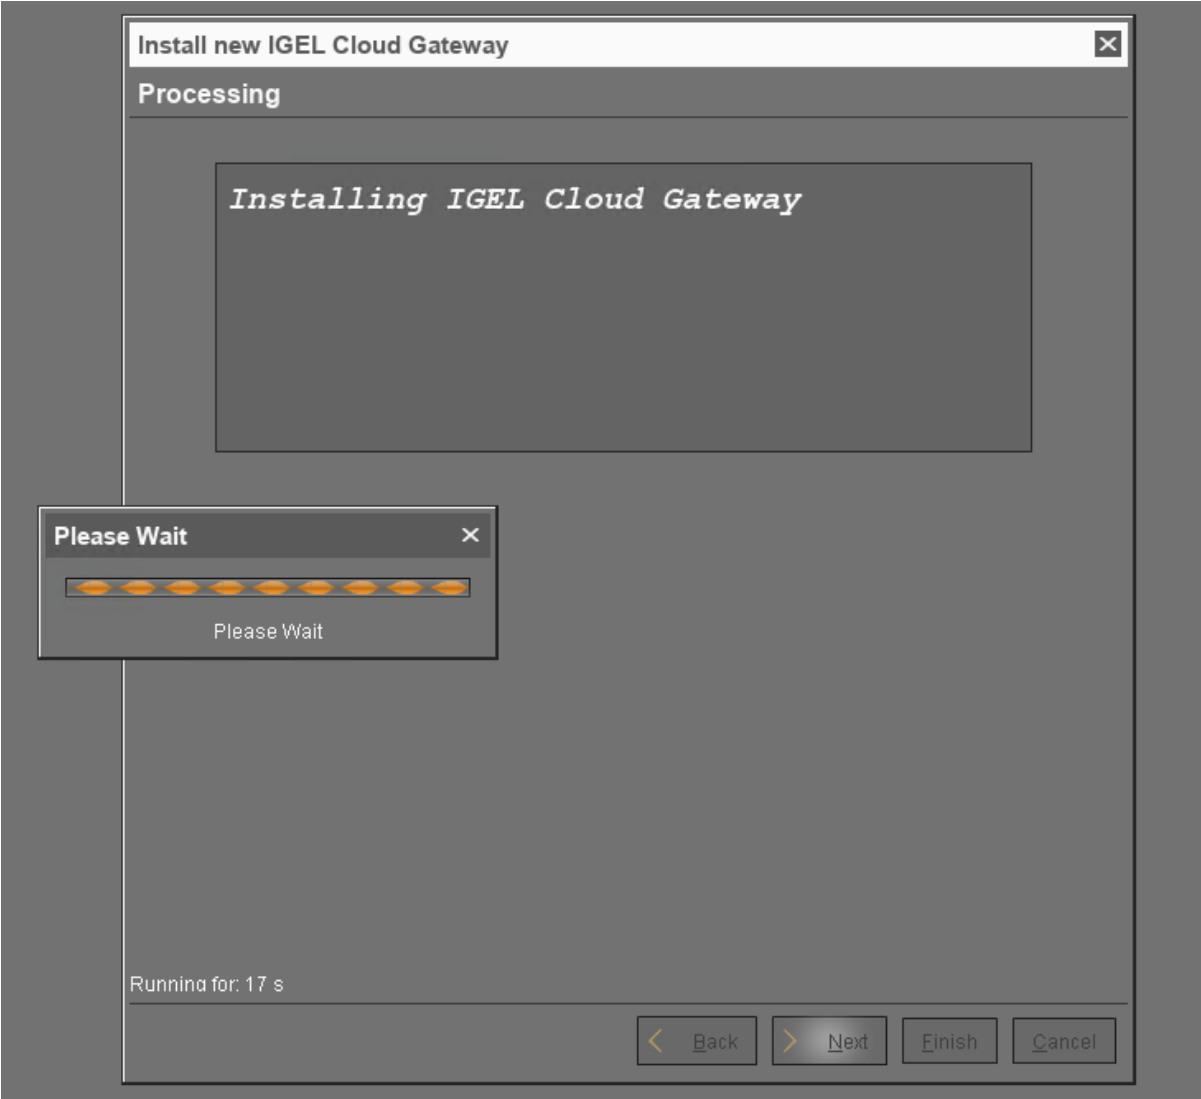 Install new IGEL Cloud Gateway
Processing
Installing IGEL Cloud Gateway
Please Wait
Please Wait
Running for: 17 s
Back
Next
Finish
Cancel